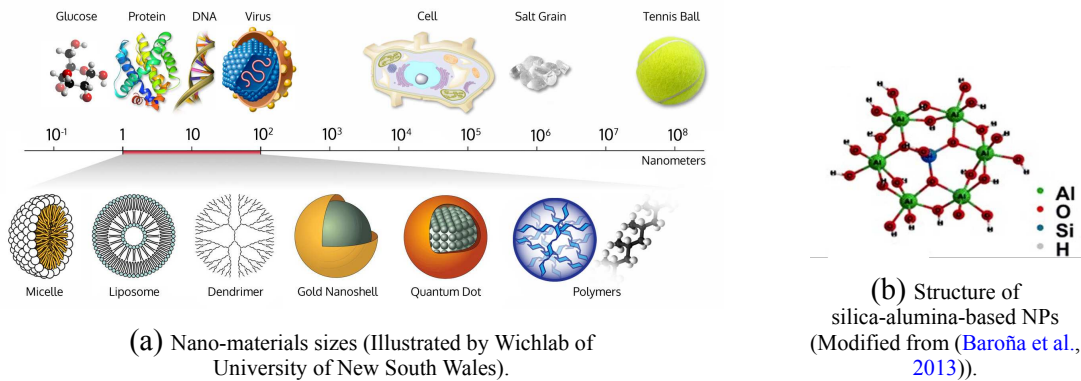 Glucose Protein DNA Virus Cell Salt Grain Tennis Ball
10⁻¹ 1 10 10² 10³ 10⁴ 10⁵ 10⁶ 10⁷ 10⁸
Nanometers
Micelle Liposome Dendrimer Gold Nanoshell Quantum Dot Polymers
(a) Nano-materials sizes (Illustrated by Wichlab of
University of New South Wales).
Al
O
Si
H
(b) Structure of
silica-alumina-based NPs
(Modified from (Baroña et al.,
2013)).